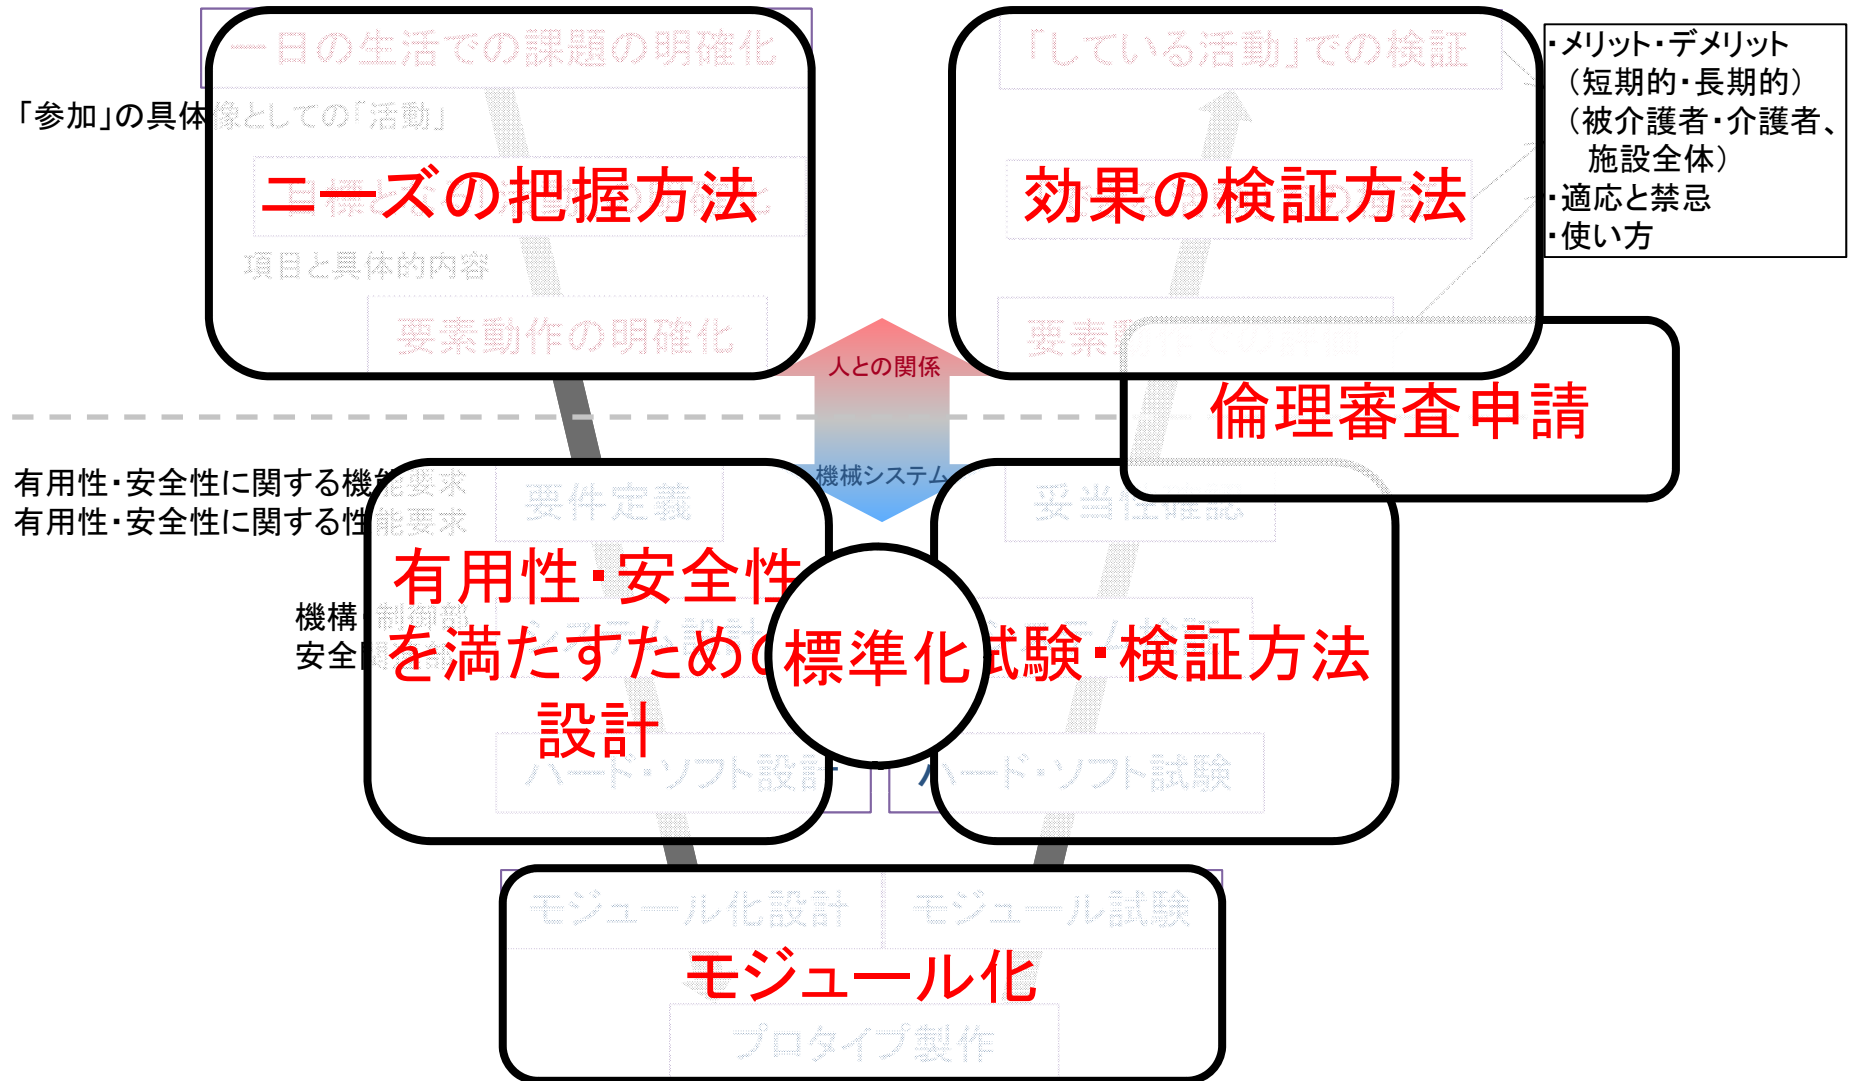 一日の生活での課題の明確化
「参加」の具体像としての「活動」
ニーズの把握方法
項目と具体的内容
要素動作の明確化
「している活動」での検証
効果の検証方法
・メリット・デメリット
（短期的・長期的）
（被介護者・介護者、
施設全体）
・適応と禁忌
・使い方
人との関係
機械システム
倫理審査申請
有用性・安全性に関する機能要求
有用性・安全性に関する性能要求
要件定義
妥当性確認
有用性・安全性
を満たすための
設計
標準化
試験・検証方法
ハード・ソフト設計
ハード・ソフト試験
モジュール化設計
モジュール試験
モジュール化
プロタイプ製作